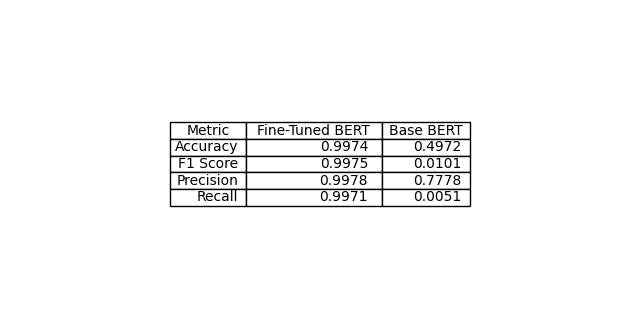 Metric Fine-Tuned BERT Base BERT
Accuracy 0.9974 0.4972
F1 Score 0.9975 0.0101
Precision 0.9978 0.7778
Recall 0.9971 0.0051